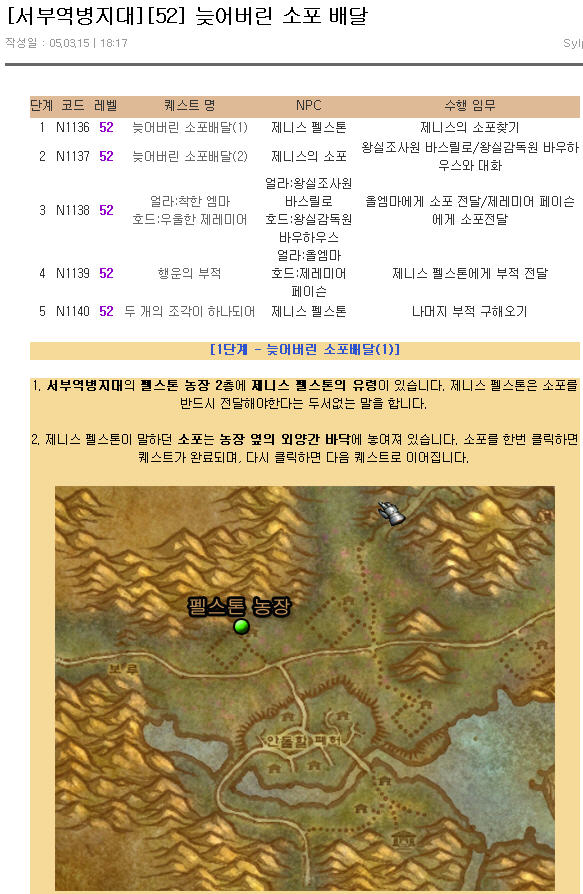 [서부역병지대][52] 늦어버린 소포 배달
작성일 : 05,03,15 | 18:17
Syl
단계 코드 레벨 퀘스트 명 NPC 수행 임무
1 N1136 52 늦어버린 소포배달(1) 제니스 펠스톤 제니스의 소포찾기
2 N1137 52 늦어버린 소포배달(2) 제니스의 소포 왕실조사원 바스릴로/왕실감독원 바우하
우스와 대화
3 N1138 52 얼라:착한 엠마
호드:우울한 제레미어
얼라:왕실조사원
바스릴로
호드:왕실감독원
바우하우스
올엠마에게 소포 전달/제레미어 페이슨
에게 소포전달
4 N1139 52 행운의 부적
얼라:올엠마
호드:제레미어
페이슨
제니스 펠스톤에게 부적 전달
5 N1140 52 두 개의 조각이 하나되어 제니스 펠스톤 나머지 부적 구해오기
[1단계 - 늦어버린 소포배달(1)]
1. 서부역병지대의 펠스톤 농장 2층에 제니스 펠스톤의 유령이 있습니다. 제니스 펠스톤은 소포를
반드시 전달해야한다는 두서없는 말을 합니다.
2. 제니스 펠스톤이 말하던 소포는 농장 옆의 외양간 바닥에 놓여져 있습니다. 소포를 한번 클릭하면
퀘스트가 완료되며, 다시 클릭하면 다음 퀘스트로 이어집니다.
펠스톤 농장
보루
안돌할 폐허